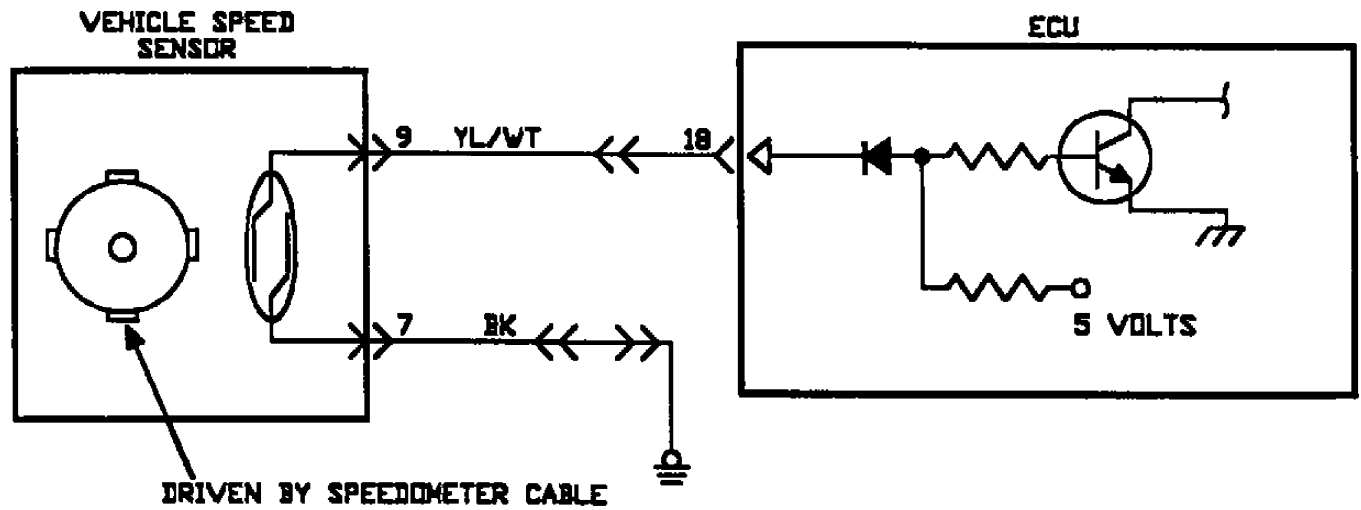 VEHICLE SPEED
SENSOR
ECU
9 YL/WT 18
5 VOLTS
7 BK
DRIVEN BY SPEEDOMETER CABLE